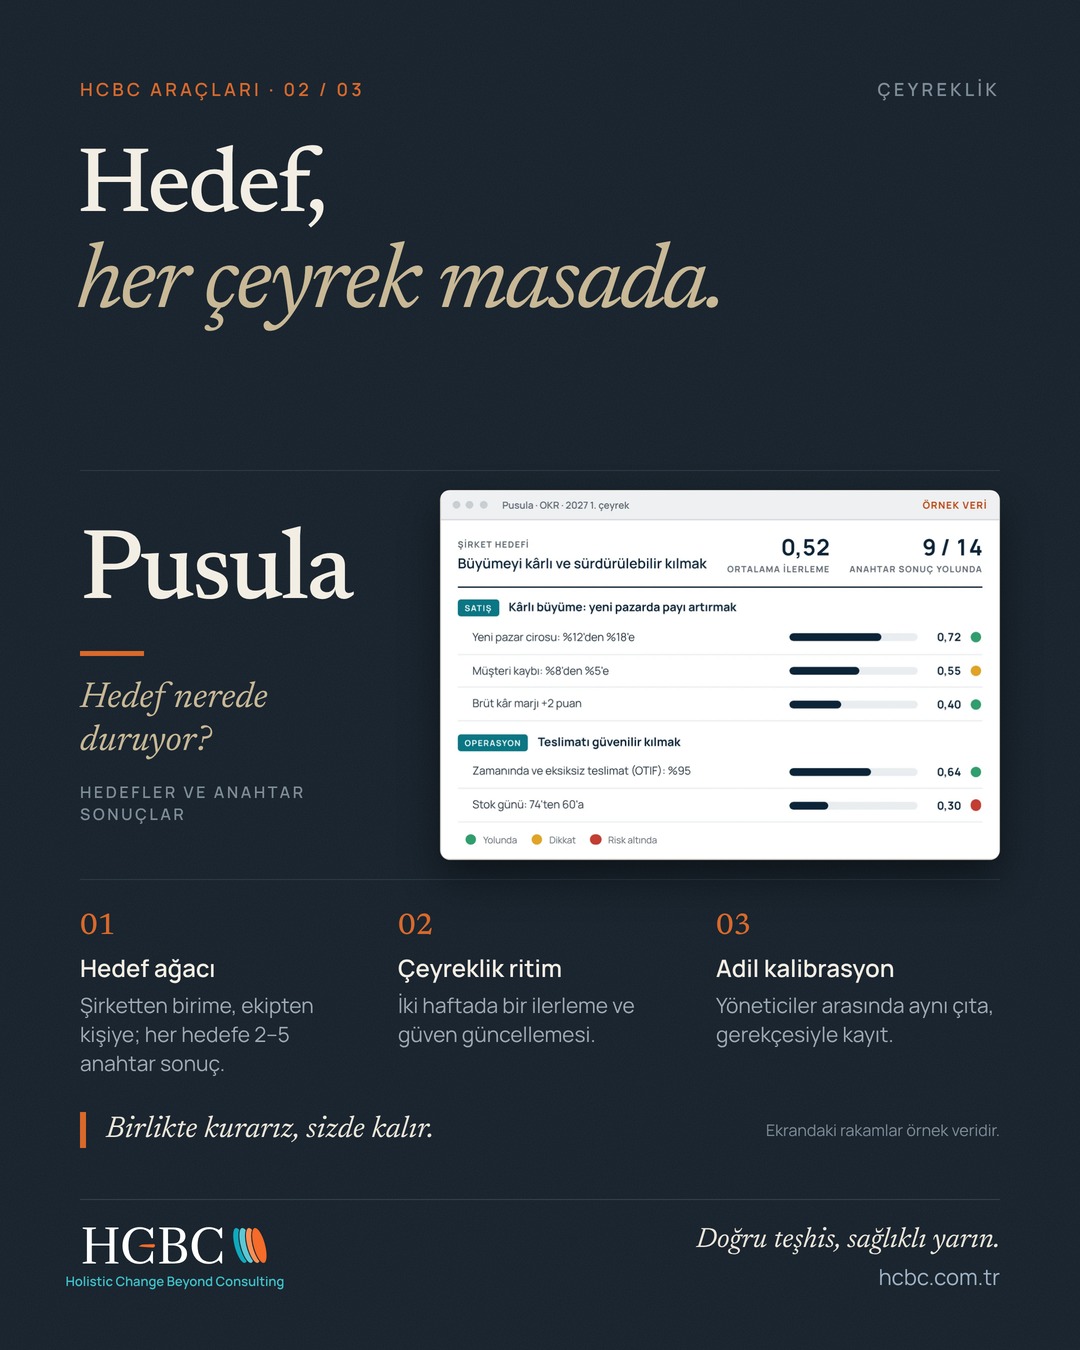 HCBC ARAÇLARI · 02 / 03
ÇEYREKLİK
Hedef,
her çeyrek masada.
Pusula
Hedef nerede
duruyor?
HEDEFLER VE ANAHTAR
SONUÇLAR
Pusula · OKR · 2027 1. çeyrek
ÖRNEK VERİ
ŞİRKET HEDEFİ
Büyümeyi kârlı ve sürdürülebilir kılmak
0,52
ORTALAMA İLERLEME
9 / 14
ANAHTAR SONUÇ YOLUNDA
SATIŞ Kârlı büyüme: yeni pazarda payı artırmak
Yeni pazar cirosu: %12'den %18'e 0,72
Müşteri kaybı: %8'den %5'e 0,55
Brüt kâr marjı +2 puan 0,40
OPERASYON Teslimatı güvenilir kılmak
Zamanında ve eksiksiz teslimat (OTIF): %95 0,64
Stok günü: 74'ten 60'a 0,30
Yolunda Dikkat Risk altında
01
Hedef ağacı
Şirketten birime, ekipten
kişiye; her hedefe 2–5
anahtar sonuç.
02
Çeyreklik ritim
İki haftada bir ilerleme ve
güven güncellemesi.
03
Adil kalibrasyon
Yöneticiler arasında aynı çıta,
gerekçesiyle kayıt.
Birlikte kurarız, sizde kalır.
Ekrandaki rakamlar örnek veridir.
HCBC
Holistic Change Beyond Consulting
Doğru teşhis, sağlıklı yarın.
hcbc.com.tr